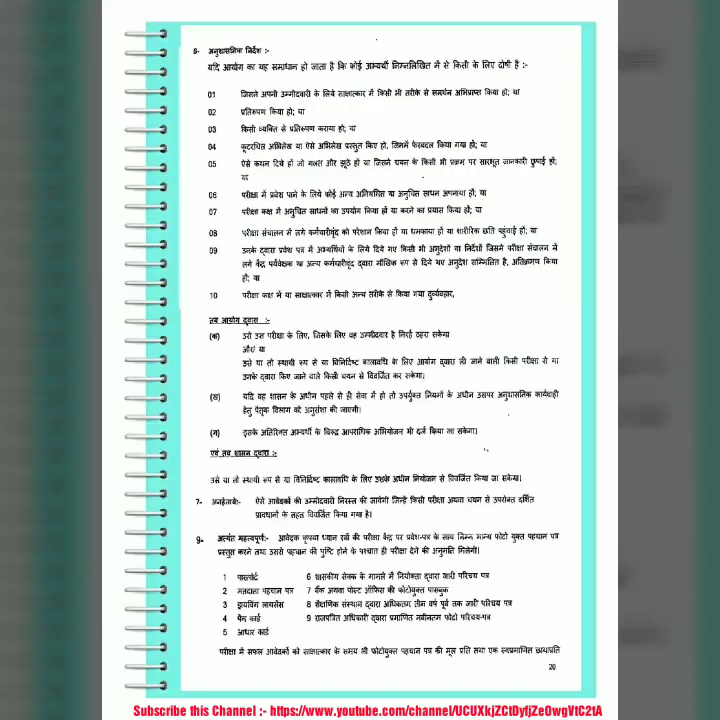 6- अनुशासनिक निर्देश :-
यदि आयोग का यह समाधान हो जाता है कि कोई अभ्यर्थी निम्नलिखित में से किसी के लिए दोषी है :-
01 जिसने अपनी उम्मीदवारी के लिये साक्षात्कार में किसी भी तरीके से समर्थन अभिप्राप्त किया हो; या
02 प्रतिरूपण किया हो; या
03 किसी व्यक्ति से प्रतिरूपण कराया हो; या
04 कूटरचित अभिलेख या ऐसे अभिलेख प्रस्तुत किए हो, जिनमें फेरबदल किया गया हो; या
05 ऐसे कथन दिये हों जो गलत और झूठे हों या जिसने चयन के किसी भी प्रक्रम पर सारभूत जानकारी छुपाई हो;
या
06 परीक्षा में प्रवेश पाने के लिये कोई अन्य अनियमित या अनुचित साधन अपनाया हो; या
07 परीक्षा कक्ष में अनुचित साधनों का उपयोग किया हो या करने का प्रयास किया हो; या
08 परीक्षा संचालन में लगे कर्मचारीवृंद को परेशान किया हो या धमकाया हो या शारीरिक क्षति पहुंचाई हो; या
09 उनके द्वारा प्रवेश पत्र में अभ्यर्थियों के लिये दिये गए किसी भी अनुदेशों या निर्देशों जिसमें परीक्षा संचालन में
लगे केंद्र पर्यवेक्षक या अन्य कर्मचारीवृंद द्वारा मौखिक रूप से दिये गए अनुदेश सम्मिलित है, अतिक्रमण किया
हो; या
10 परीक्षा कक्ष में या साक्षात्कार में किसी अन्य तरीके से किया गया दुर्व्यवहार,
तब आयोग द्वारा :-
(क) उसे उस परीक्षा के लिए, जिसके लिए वह उम्मीदवार है निरर्ह ठहरा सकेगा
और/ या
उसे या तो स्थायी रूप से या विनिर्दिष्ट कालावधि के लिए आयोग द्वारा ली जाने वाली किसी परीक्षा से या
उनके द्वारा किए जाने वाले किसी चयन से विवर्जित कर सकेगा।
(ख) यदि वह शासन के अधीन पहले से ही सेवा में हो तो उपर्युक्त नियमों के अधीन उसपर अनुशासनिक कार्यवाही
हेतु पैतृक विभाग को अनुशंसा की जाएगी।
(ग) इसके अतिरिक्त अभ्यर्थी के विरुद्ध आपराधिक अभियोजन भी दर्ज किया जा सकेगा।
एवं तब शासन द्वारा :-
उसे या तो स्थायी रूप से या विनिर्दिष्ट कालावधि के लिए उसके अधीन नियोजन से विवर्जित किया जा सकेगा।
7- अनर्हताये:- ऐसे आवेदकों की उम्मीदवारी निरस्त की जायेगी जिन्हें किसी परीक्षा अथवा चयन से उपरोक्त दर्शित
प्रावधानों के तहत विवर्जित किया गया है।
9- अत्यंत महत्वपूर्ण:- आवेदक कृपया ध्यान रखें की परीक्षा केंद्र पर प्रवेश-पत्र के साथ निम्न मान्य फोटो युक्त पहचान पत्र
प्रस्तुत करने तथा उससे पहचान की पुष्टि होने के पश्चात ही परीक्षा देने की अनुमति मिलेगी।
1 पासपोर्ट 6 शासकीय सेवक के मामले में नियोक्ता द्वारा जारी परिचय पत्र
2 मतदाता पहचान पत्र 7 बैंक अथवा पोस्ट ऑफिस की फोटोयुक्त पासबुक
3 ड्रायविंग लायसेंस 8 शैक्षणिक संस्थान द्वारा अधिकतम तीन वर्ष पूर्व तक जारी परिचय पत्र
4 पेन कार्ड 9 राजपत्रित अधिकारी द्वारा प्रमाणित नवीनतम फोटो परिचय-पत्र
5 आधार कार्ड
परीक्षा में सफल आवेदकों को साक्षात्कार के समय भी फोटोयुक्त पहचान पत्र की मूल प्रति तथा एक स्वप्रमाणित छायाप्रति
20
Subscribe this Channel :- https://www.youtube.com/channel/UCUXkjZCtDyfjZeOwgVtC2tA